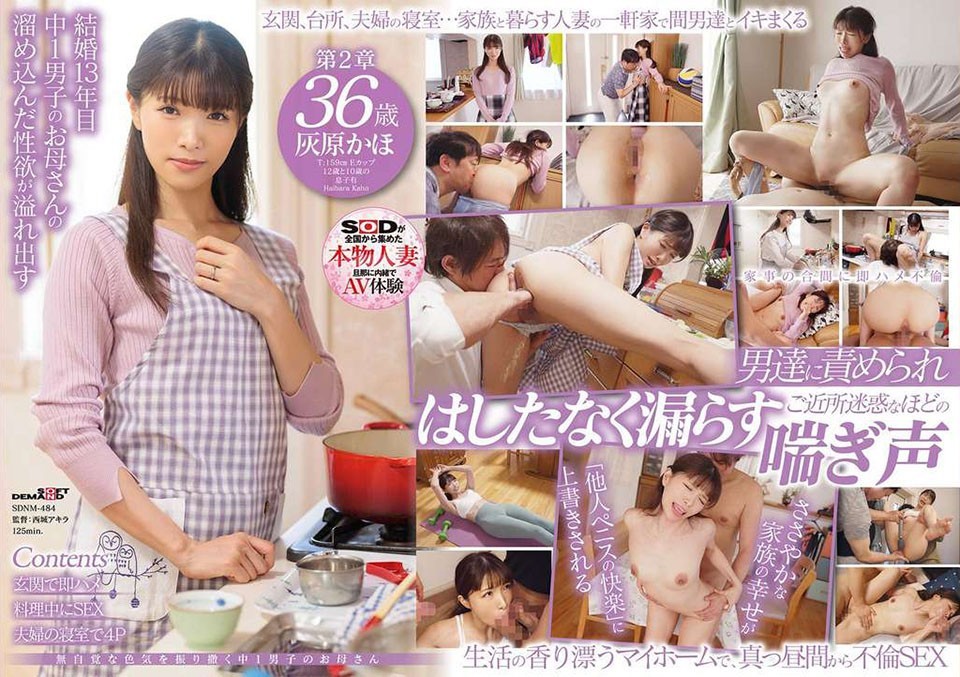 結婚13年目
中1男子のお母さんの
溜め込んだ性欲が溢れ出す
第2章
36歳
灰原かほ
T:159㎝ Eカップ
12歳と10歳の
息子有
Haibara Kaho
SODが
全国から集めた
本物人妻
旦那に内緒で
AV体験
SOFT
DEMAND
SDNM-484
監督:西城アキラ
125min.
Contents
玄関で即ハメ
料理中にSEX
夫婦の寝室で4P
無自覚な色気を振り撒く中1男子のお母さん
玄関、台所、夫婦の寝室…家族と暮らす人妻の一軒家で間男達とイキまくる
家事の合間に即ハメ不倫
男達に責められ
はしたなく漏らす
ご近所迷惑なほどの
喘ぎ声
ささやかな
家族の幸せが
「他人ペニスの快楽」に
上書きされる
生活の香り漂うマイホームで、真っ昼間から不倫SEX